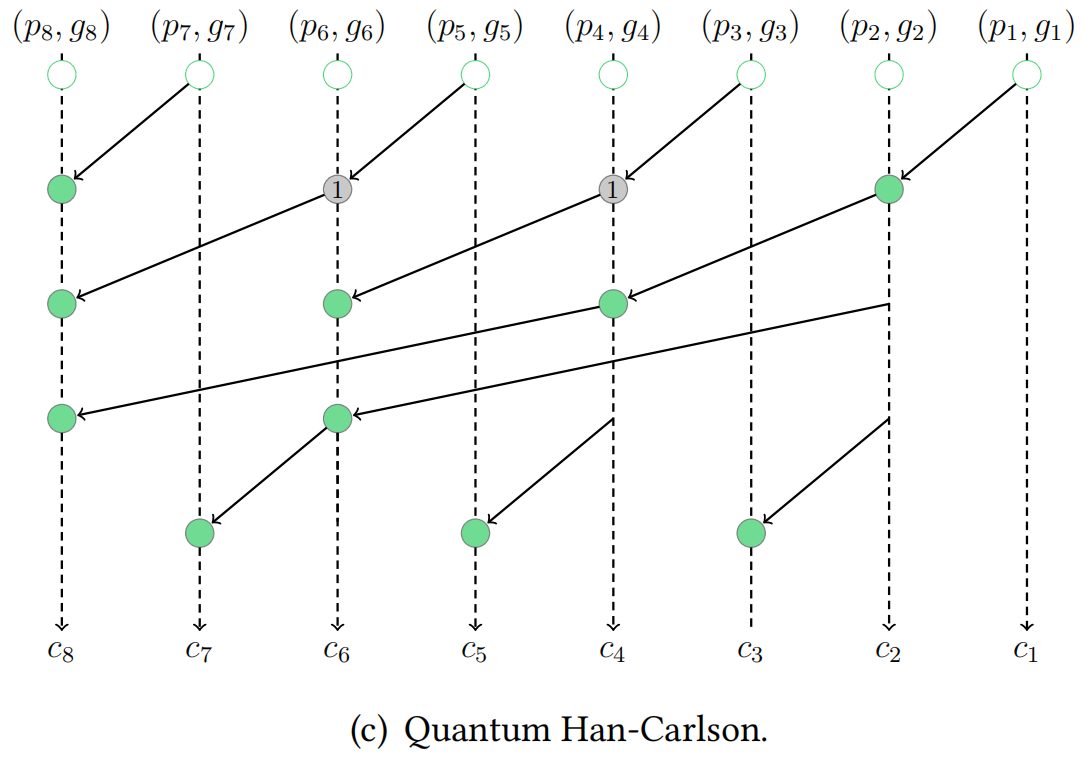 (p₈, g₈) (p₇, g₇) (p₆, g₆) (p₅, g₅) (p₄, g₄) (p₃, g₃) (p₂, g₂) (p₁, g₁)
1 1
c₈ c₇ c₆ c₅ c₄ c₃ c₂ c₁
(c) Quantum Han-Carlson.